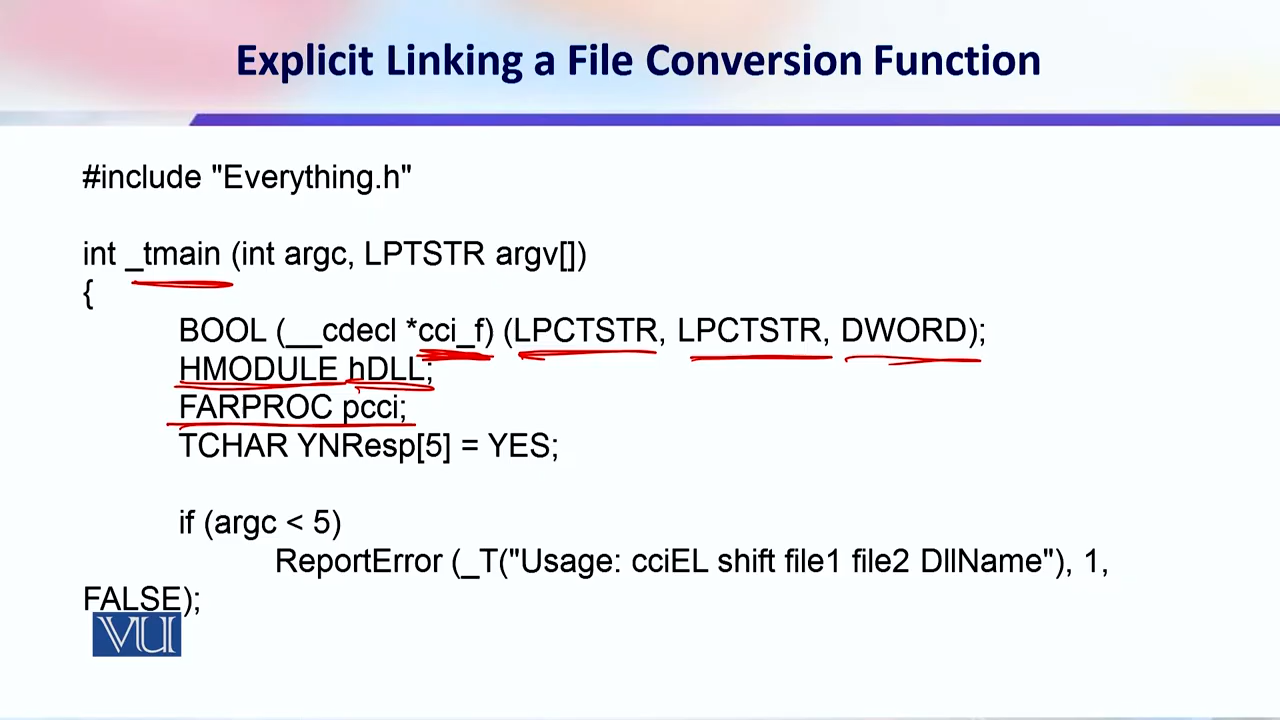 Explicit Linking a File Conversion Function
#include "Everything.h"
int _tmain (int argc, LPTSTR argv[])
{
BOOL (__cdecl *cci_f) (LPCTSTR, LPCTSTR, DWORD);
HMODULE hDLL;
FARPROC pcci;
TCHAR YNResp[5] = YES;
if (argc < 5)
ReportError (_T("Usage: cciEL shift file1 file2 DllName"), 1,
FALSE);
VU